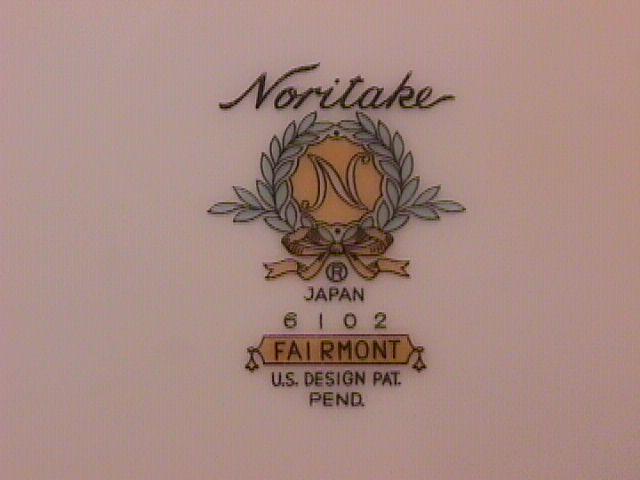 Noritake
N
®
JAPAN
6102
FAIRMONT
U.S. DESIGN PAT.
PEND.